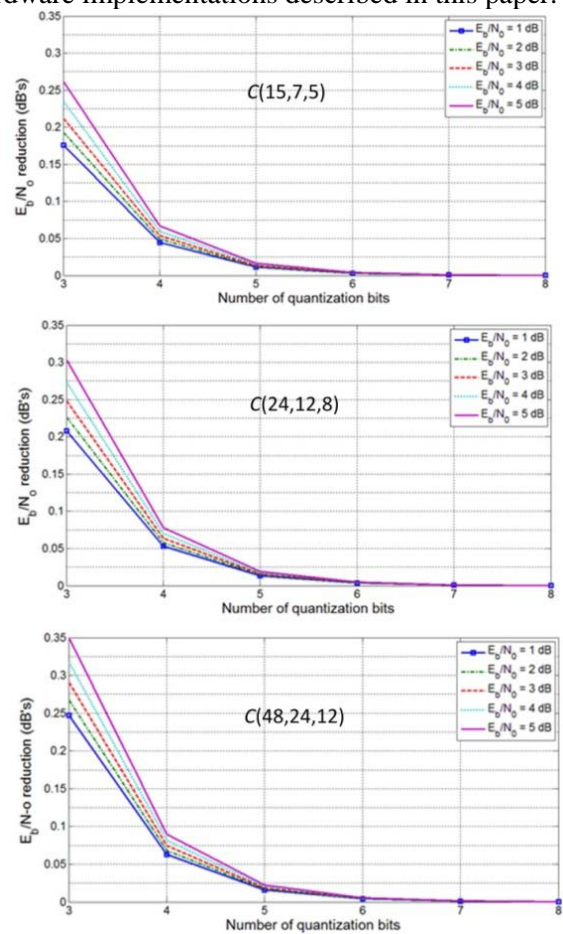 rdware implementations described in this paper.
0.35
0.3
0.25
0.2
0.15
0.1
0.05
0
E_b/N_o reduction (dB's)
C(15,7,5)
E_b/N_0 = 1 dB
E_b/N_0 = 2 dB
E_b/N_0 = 3 dB
E_b/N_0 = 4 dB
E_b/N_0 = 5 dB
3 4 5 6 7 8
Number of quantization bits
0.35
0.3
0.25
0.2
0.15
0.1
0.05
0
E_b/N_o reduction (dB's)
C(24,12,8)
E_b/N_0 = 1 dB
E_b/N_0 = 2 dB
E_b/N_0 = 3 dB
E_b/N_0 = 4 dB
E_b/N_0 = 5 dB
3 4 5 6 7 8
Number of quantization bits
0.35
0.3
0.25
0.2
0.15
0.1
0.05
0
E_b/N-o reduction (dB's)
C(48,24,12)
E_b/N_0 = 1 dB
E_b/N_0 = 2 dB
E_b/N_0 = 3 dB
E_b/N_0 = 4 dB
E_b/N_0 = 5 dB
3 4 5 6 7 8
Number of quantization bits